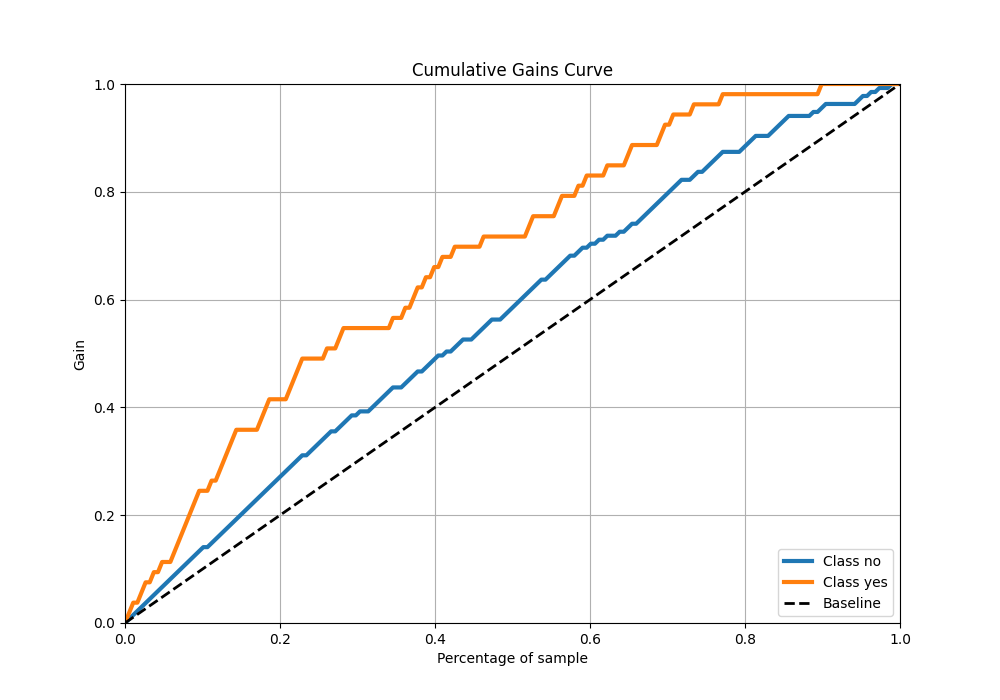 Cumulative Gains Curve
1.0
0.8
0.6
0.4
0.2
0.0
Gain
0.0 0.2 0.4 0.6 0.8 1.0
Percentage of sample
Class no
Class yes
Baseline